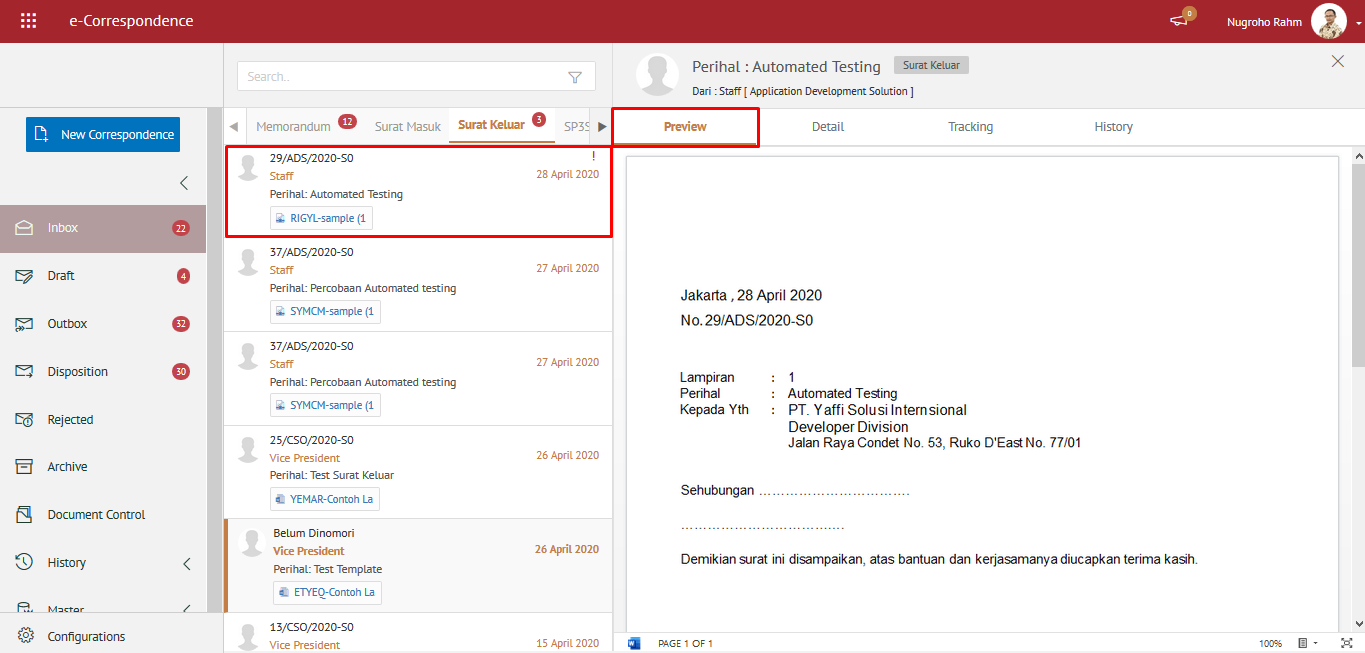 e-Correspondence
0
Nugroho Rahm
Search..
Perihal : Automated Testing
Surat Keluar
Dari : Staff [ Application Development Solution ]
New Correspondence
Inbox 22
Draft 4
Outbox 32
Disposition 30
Rejected
Archive
Document Control
History
Master
Configurations
Memorandum 12 Surat Masuk Surat Keluar 3 SP3S
29/ADS/2020-S0 !
Staff 28 April 2020
Perihal: Automated Testing
RIGYL-sample (1
37/ADS/2020-S0
Staff 27 April 2020
Perihal: Percobaan Automated testing
SYMCM-sample (1
37/ADS/2020-S0
Staff 27 April 2020
Perihal: Percobaan Automated testing
SYMCM-sample (1
25/CSO/2020-S0
Vice President 26 April 2020
Perihal: Test Surat Keluar
YEMAR-Contoh La
Belum Dinomori
Vice President 26 April 2020
Perihal: Test Template
ETYEQ-Contoh La
13/CSO/2020-S0
Vice President 15 April 2020
Preview Detail Tracking History
Jakarta , 28 April 2020
No. 29/ADS/2020-S0
Lampiran : 1
Perihal : Automated Testing
Kepada Yth : PT. Yaffi Solusi Internsional
Developer Division
Jalan Raya Condet No. 53, Ruko D'East No. 77/01
Sehubungan …………………………….
……………………………….
Demikian surat ini disampaikan, atas bantuan dan kerjasamanya diucapkan terima kasih.
PAGE 1 OF 1 100%